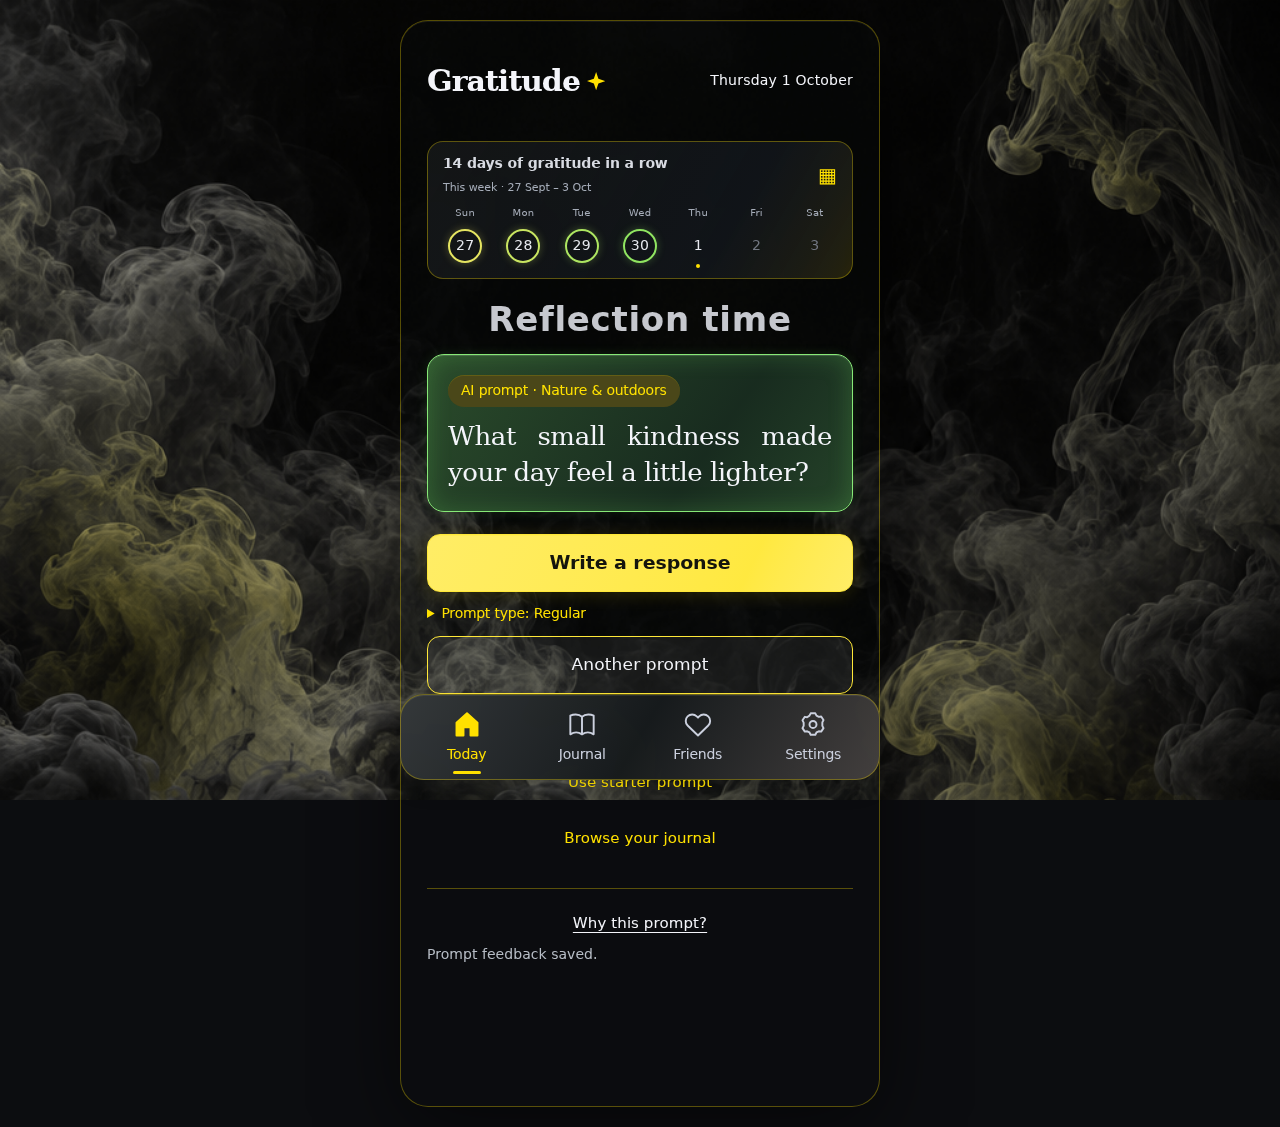 Gratitude
Thursday 1 October
14 days of gratitude in a row
This week · 27 Sept – 3 Oct
Sun Mon Tue Wed Thu Fri Sat
27 28 29 30 1 2 3
Reflection time
AI prompt · Nature & outdoors
What small kindness made
your day feel a little lighter?
Write a response
Prompt type: Regular
Another prompt
Today Journal Friends Settings
Use starter prompt
Browse your journal
Why this prompt?
Prompt feedback saved.